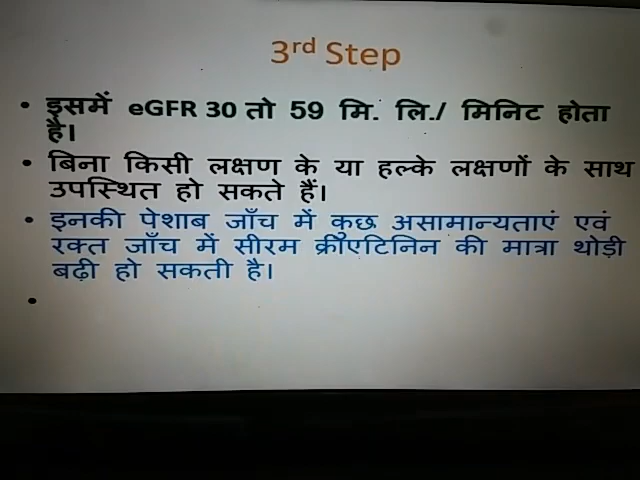 3rd Step
• इसमें eGFR 30 तो 59 मि. लि./ मिनिट होता
है।
• बिना किसी लक्षण के या हल्के लक्षणों के साथ
उपस्थित हो सकते हैं।
• इनकी पेशाब जाँच में कुछ असामान्यताएं एवं
रक्त जाँच में सीरम क्रीएटिनिन की मात्रा थोड़ी
बढ़ी हो सकती है।
•